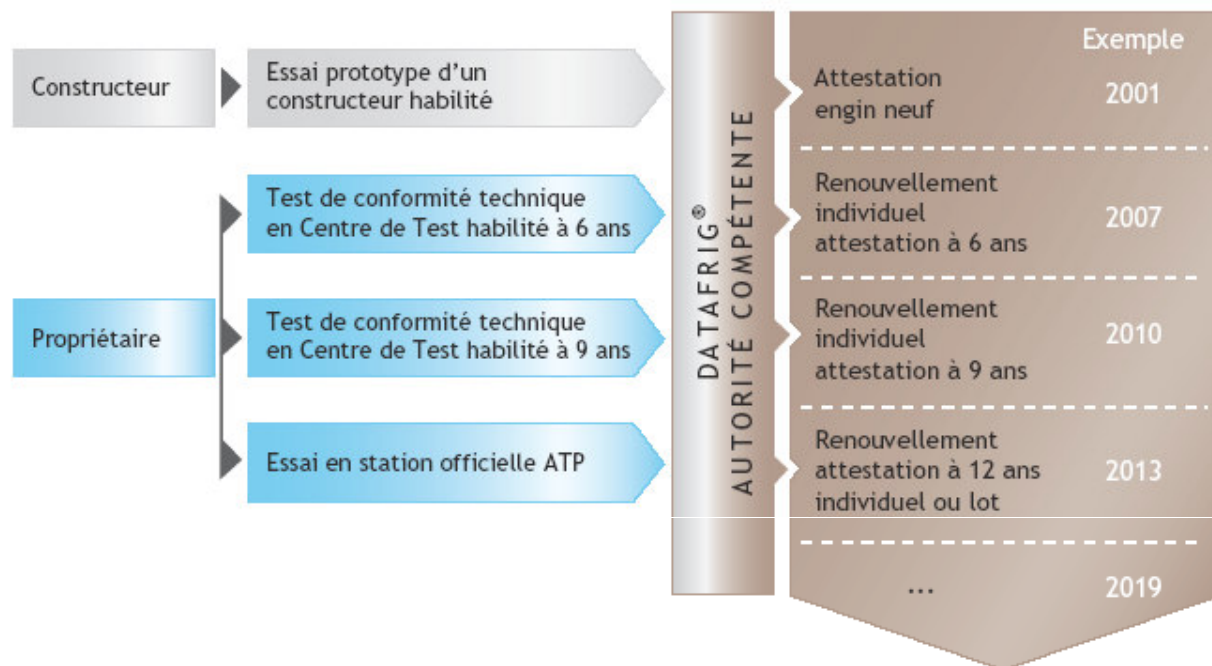 Constructeur
Essai prototype d'un
constructeur habilité
Propriétaire
Test de conformité technique
en Centre de Test habilité à 6 ans
Test de conformité technique
en Centre de Test habilité à 9 ans
Essai en station officielle ATP
DATAFRIG®
AUTORITÉ COMPÉTENTE
Exemple
Attestation
engin neuf
2001
Renouvellement
individuel
attestation à 6 ans
2007
Renouvellement
individuel
attestation à 9 ans
2010
Renouvellement
attestation à 12 ans
individuel ou lot
2013
...
2019